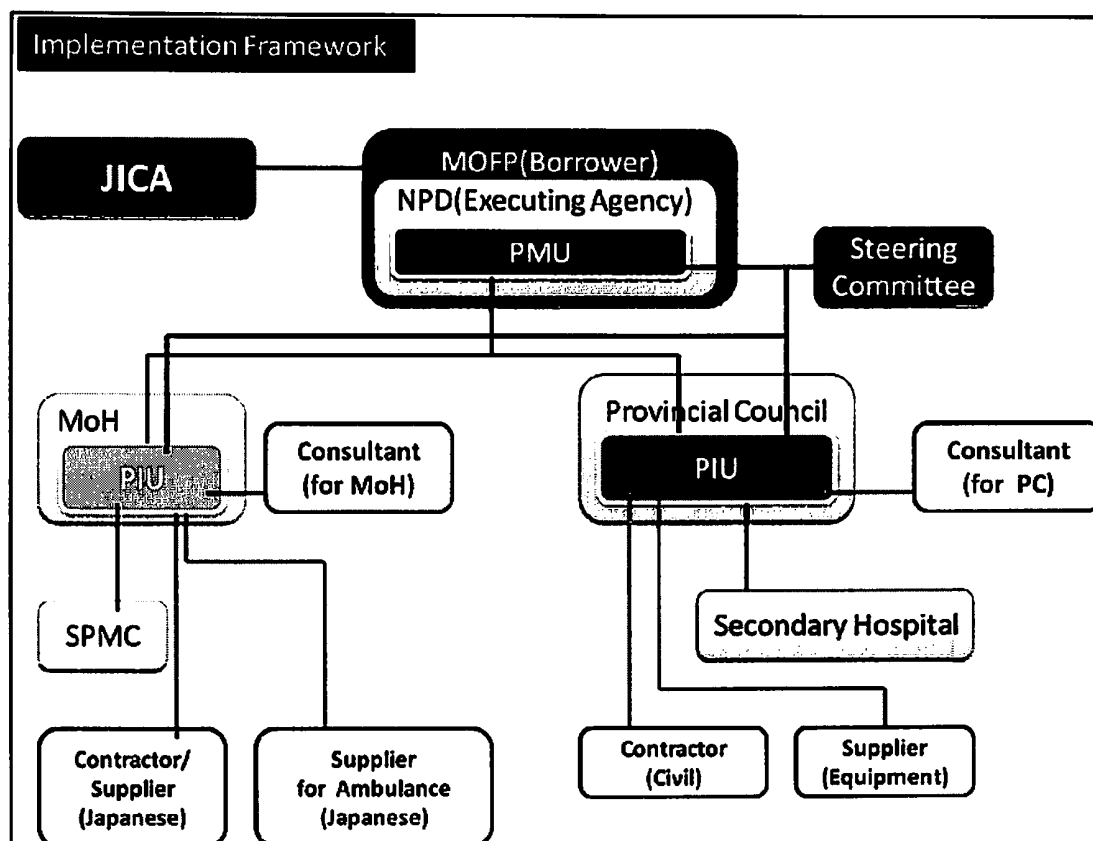 Implementation Framework
JICA
MOFP(Borrower)
NPD(Executing Agency)
PMU
Steering
Committee
MoH
PIU
Consultant
(for MoH)
Provincial Council
PIU
Consultant
(for PC)
SPMC
Secondary Hospital
Contractor/
Supplier
(Japanese)
Supplier
for Ambulance
(Japanese)
Contractor
(Civil)
Supplier
(Equipment)